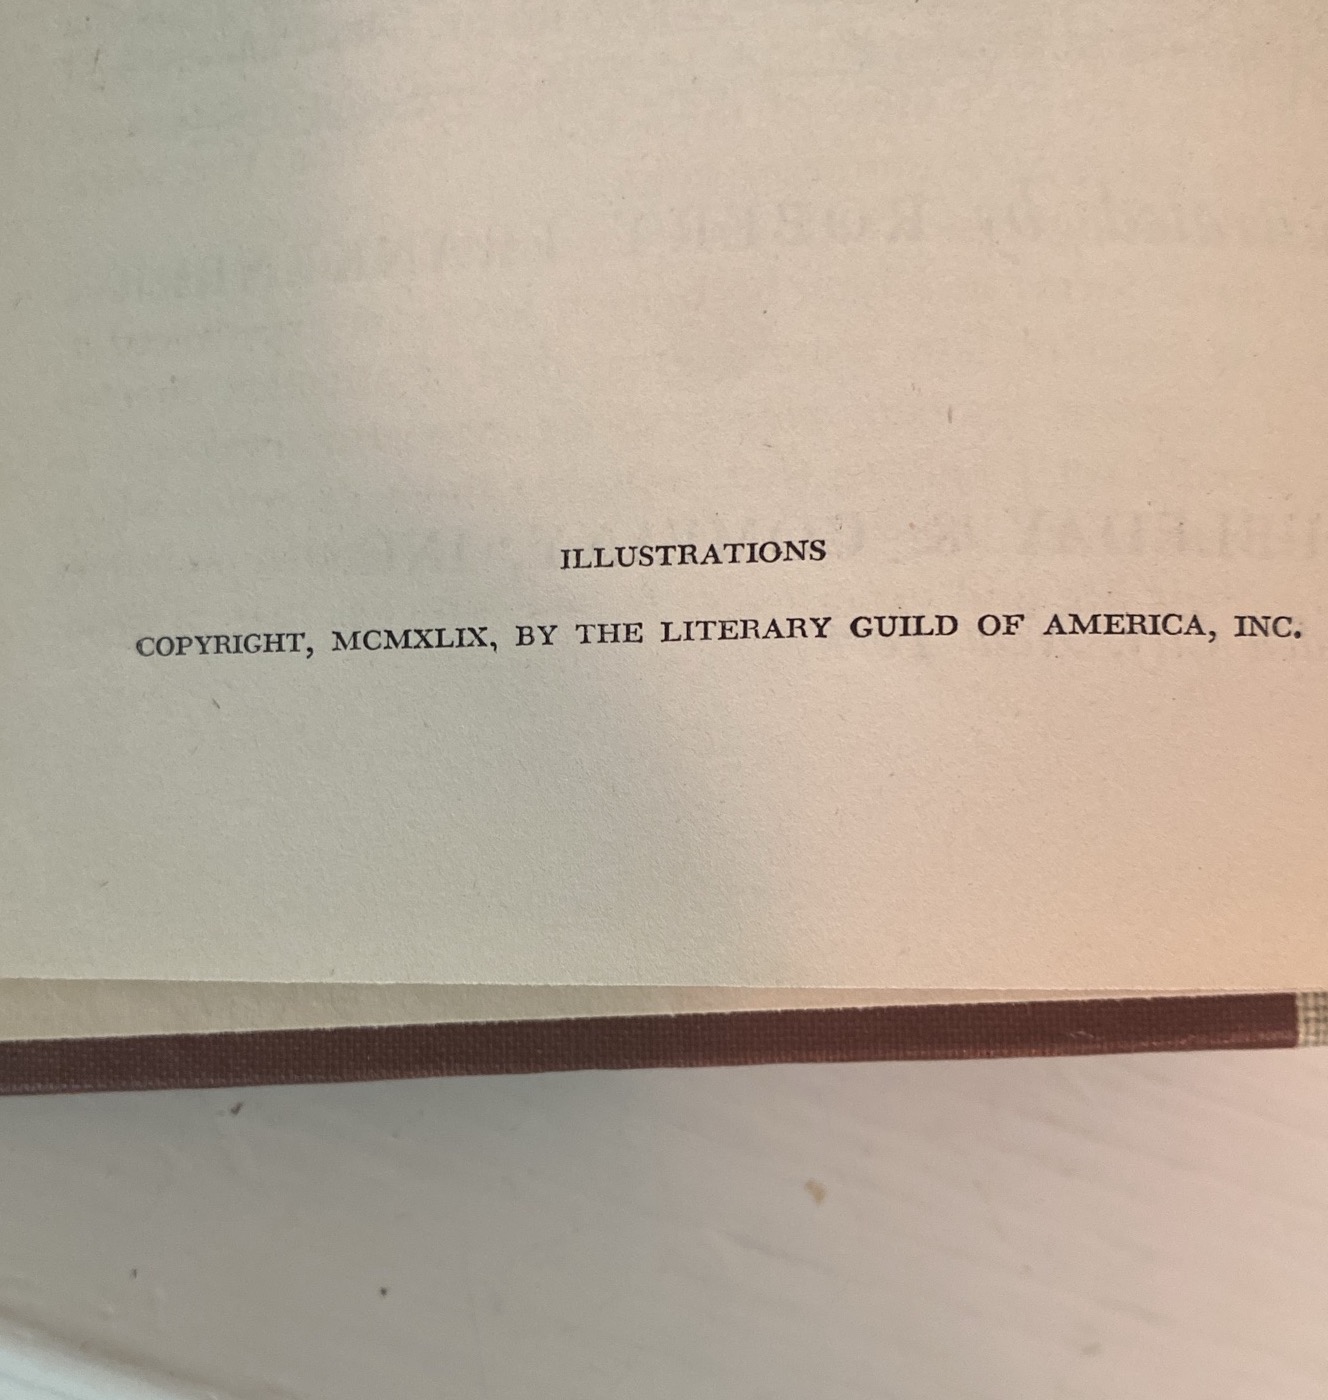 ILLUSTRATIONS
COPYRIGHT, MCMXLIX, BY THE LITERARY GUILD OF AMERICA, INC.